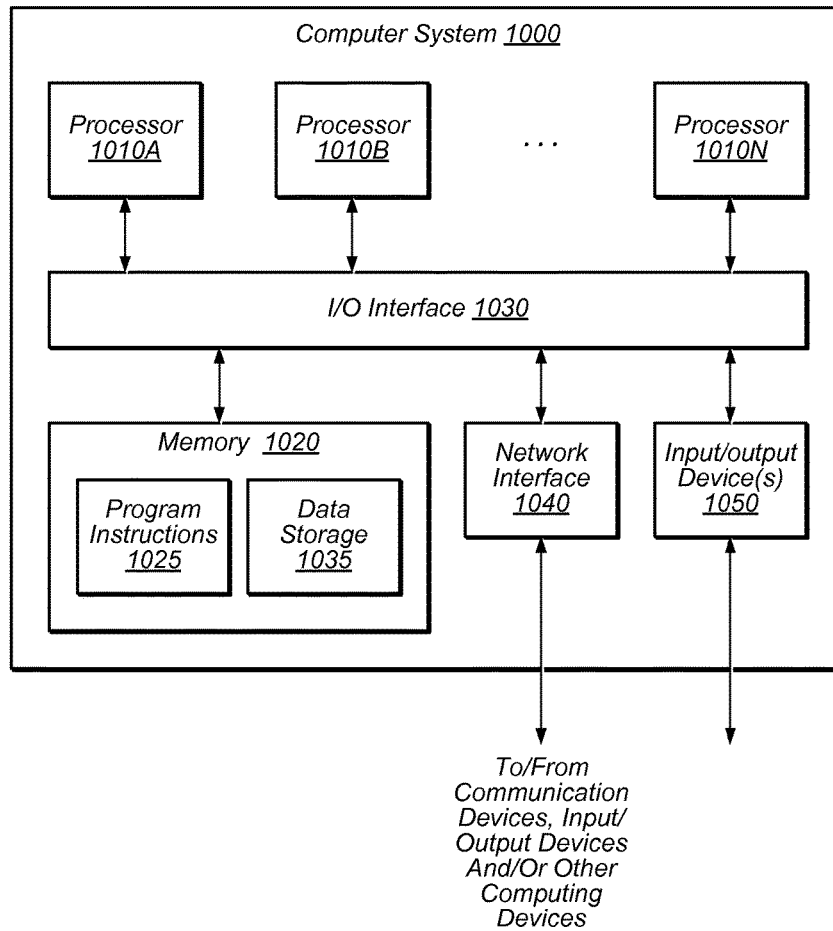 Computer System 1000
Processor
1010A
Processor
1010B
...
Processor
1010N
I/O Interface 1030
Memory 1020
Program
Instructions
1025
Data
Storage
1035
Network
Interface
1040
Input/output
Device(s)
1050
To/From
Communication
Devices, Input/
Output Devices
And/Or Other
Computing
Devices